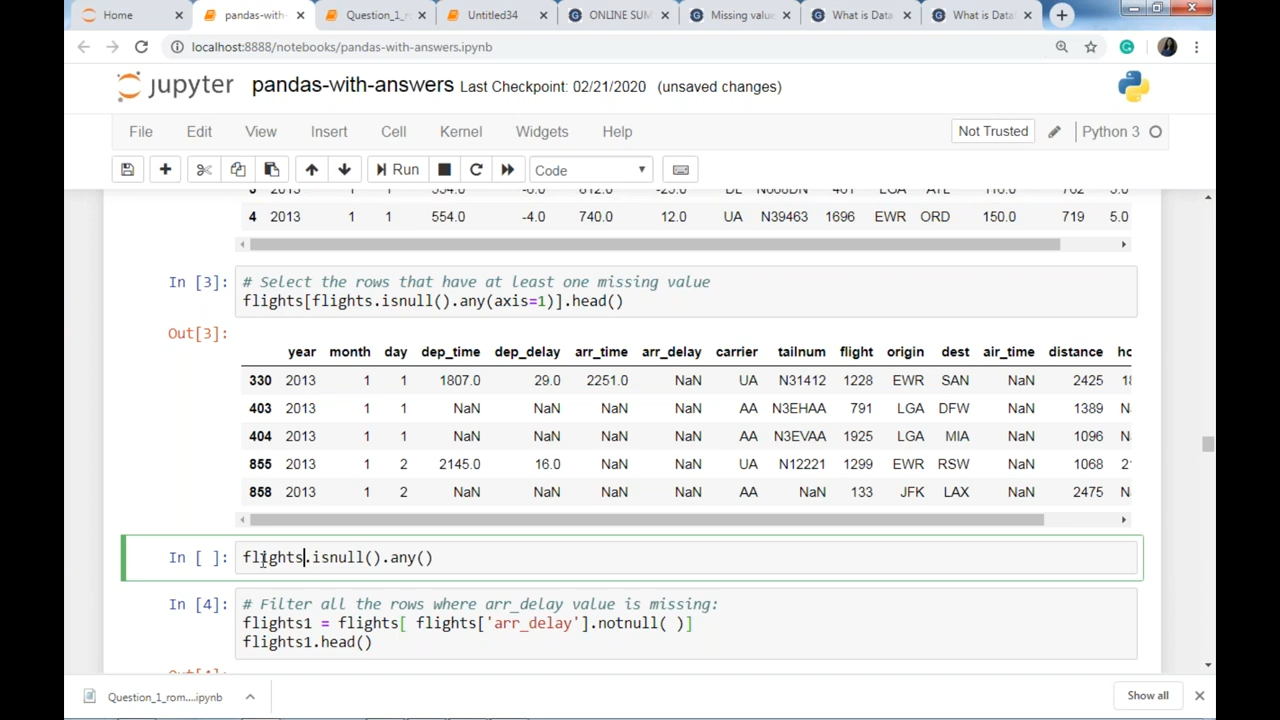 Home
pandas-with-
Question_1_r
Untitled34
ONLINE SUM
Missing value
What is Data
What is Data
localhost:8888/notebooks/pandas-with-answers.ipynb
jupyter pandas-with-answers Last Checkpoint: 02/21/2020 (unsaved changes)
File Edit View Insert Cell Kernel Widgets Help Not Trusted Python 3
Run Code
4 2013 1 1 554.0 -4.0 740.0 12.0 UA N39463 1696 EWR ORD 150.0 719 5.0
In [3]: # Select the rows that have at least one missing value
flights[flights.isnull().any(axis=1)].head()
Out[3]:
year month day dep_time dep_delay arr_time arr_delay carrier tailnum flight origin dest air_time distance ho
330 2013 1 1 1807.0 29.0 2251.0 NaN UA N31412 1228 EWR SAN NaN 2425 18
403 2013 1 1 NaN NaN NaN NaN AA N3EHAA 791 LGA DFW NaN 1389 N
404 2013 1 1 NaN NaN NaN NaN AA N3EVAA 1925 LGA MIA NaN 1096 N
855 2013 1 2 2145.0 16.0 NaN NaN UA N12221 1299 EWR RSW NaN 1068 2
858 2013 1 2 NaN NaN NaN NaN AA NaN 133 JFK LAX NaN 2475 N
In [ ]: flights.isnull().any()
In [4]: # Filter all the rows where arr_delay value is missing:
flights1 = flights[ flights['arr_delay'].notnull( )]
flights1.head()
Question_1_rom....ipynb
Show all